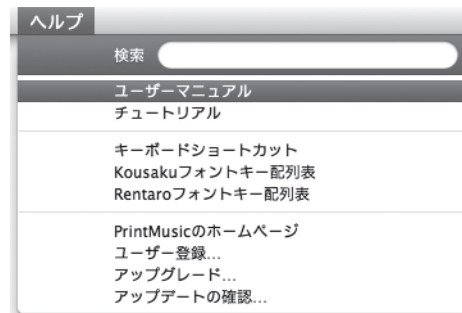 ヘルプ
検索
ユーザーマニュアル
チュートリアル
キーボードショートカット
Kousakuフォントキー配列表
Rentaroフォントキー配列表
PrintMusicのホームページ
ユーザー登録...
アップグレード...
アップデートの確認...